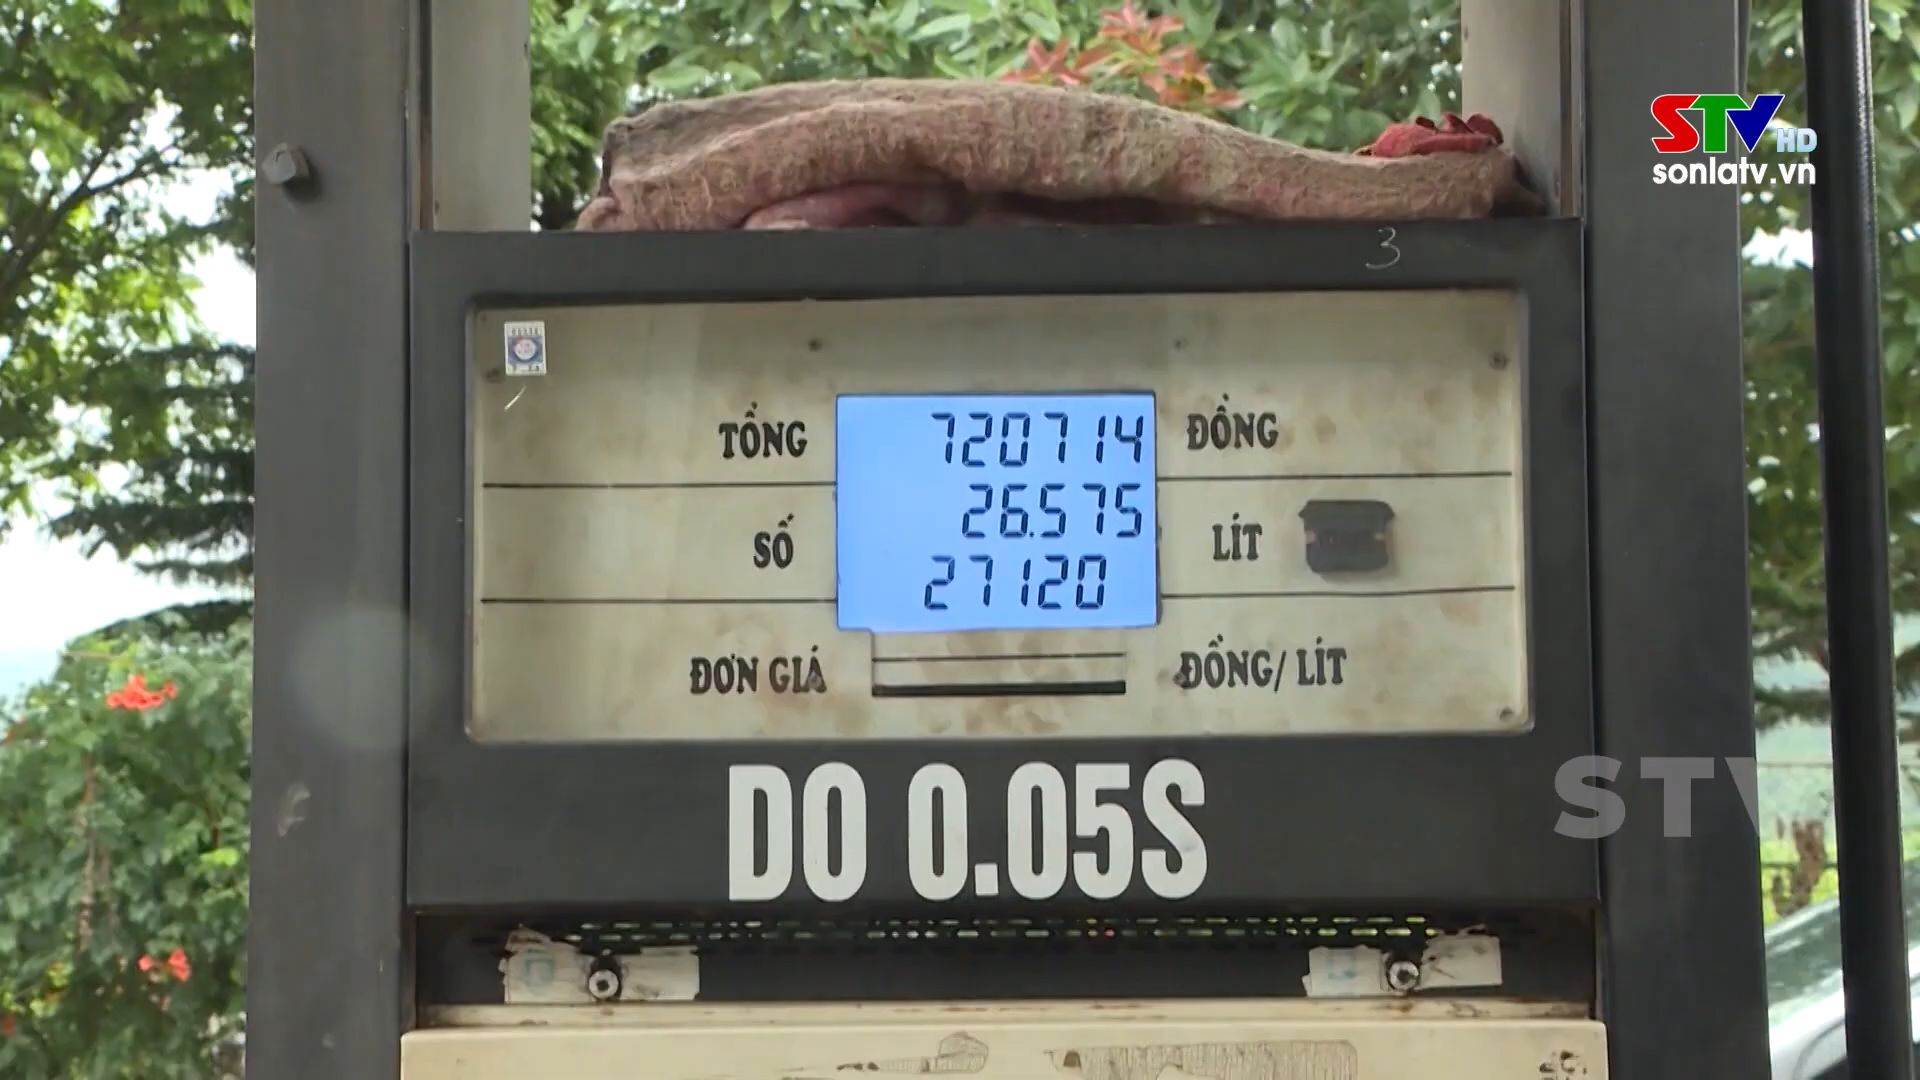 STV HD
sonlatv.vn
3
TỔNG 720714 ĐỒNG
SỐ 26.575 LÍT
27120
ĐƠN GIÁ ĐỒNG/ LÍT
STV
DO 0.05S